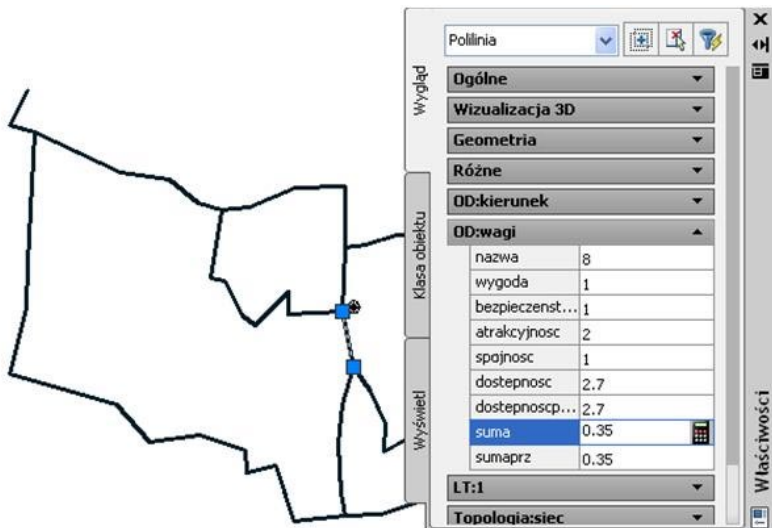 Polilinia
Wygląd
Ogólne
Wizualizacja 3D
Geometria
Różne
OD:kierunek
Klasa obiektu
OD:wagi
nazwa 8
wygoda 1
bezpieczenst... 1
atrakcyjnosc 2
spojnosc 1
dostepnosc 2.7
dostepnoscp... 2.7
Wyświetl
suma 0.35
sumaprz 0.35
LT:1
Topologia:siec
Właściwości